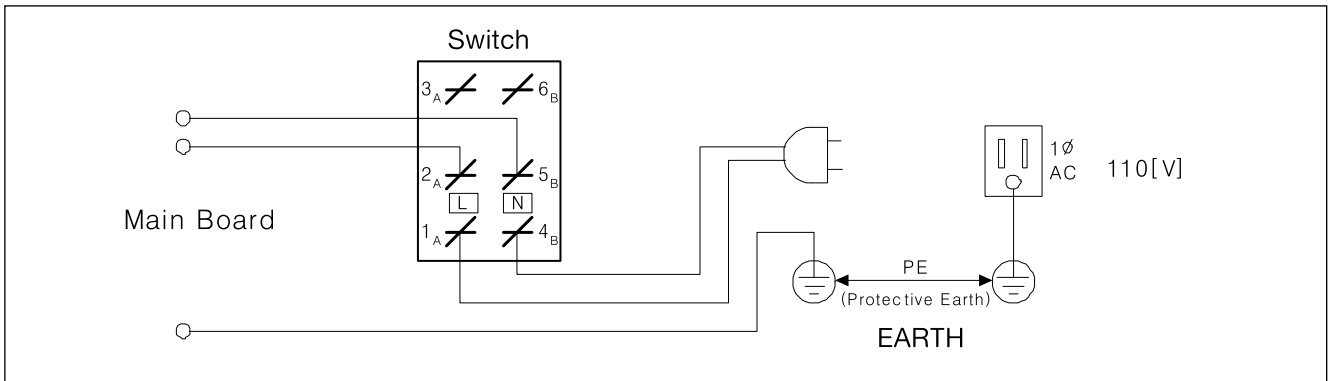 Switch
3A
6B
1Ø
AC
110[V]
2A
5B
L
N
Main Board
1A
4B
PE
(Protective Earth)
EARTH